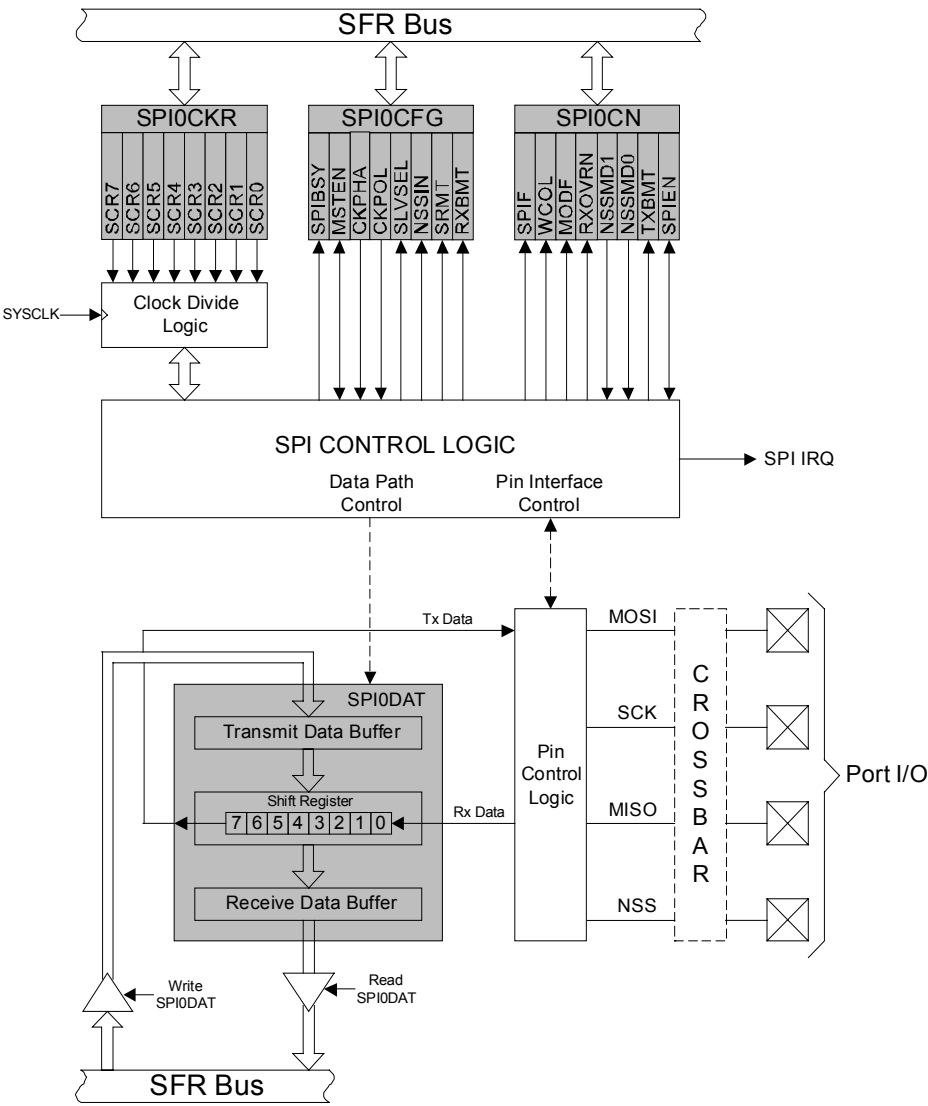 SFR Bus
SPI0CKR
SPI0CFG
SPI0CN
SCR7
SCR6
SCR5
SCR4
SCR3
SCR2
SCR1
SCR0
SPIBSY
MSTEN
CKPHA
CKPOL
SLVSEL
NSSIN
SRMT
RXBMT
SPIF
WCOL
MODF
RXOVRN
NSSMD1
NSSMD0
TXBMT
SPIEN
SYSCLK
Clock Divide
Logic
SPI CONTROL LOGIC
SPI IRQ
Data Path
Control
Pin Interface
Control
Tx Data
MOSI
SPI0DAT
Transmit Data Buffer
SCK
Shift Register
7 6 5 4 3 2 1 0
Rx Data
Pin
Control
Logic
MISO
Receive Data Buffer
NSS
CROSSBAR
Port I/O
Write
SPI0DAT
Read
SPI0DAT
SFR Bus